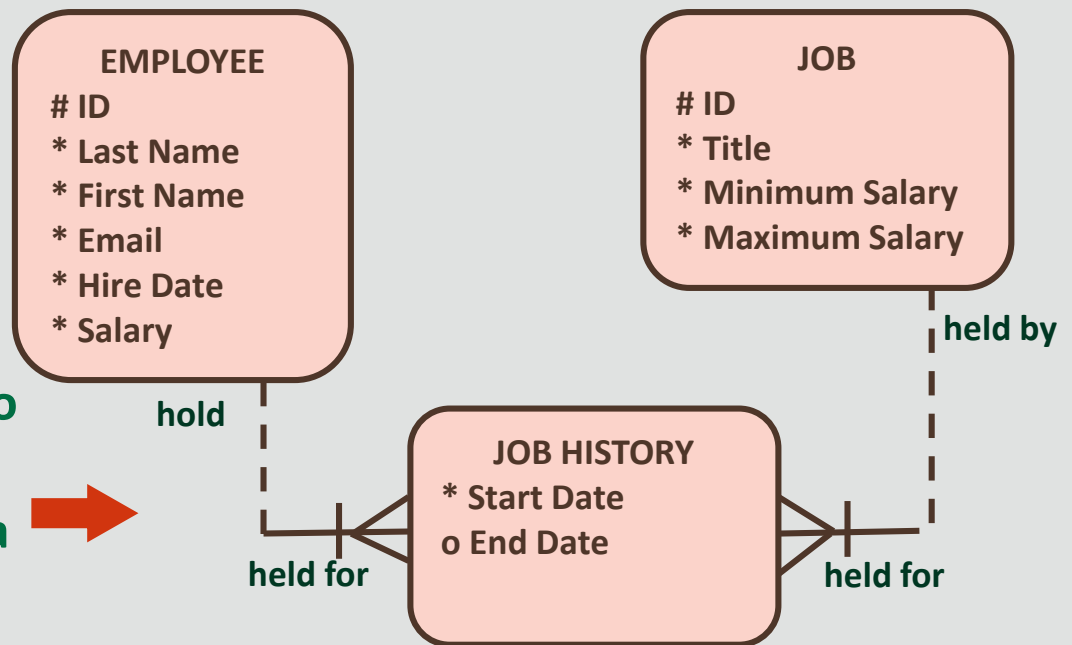 EMPLOYEE
# ID
* Last Name
* First Name
* Email
* Hire Date
* Salary
JOB
# ID
* Title
* Minimum Salary
* Maximum Salary
hold
held by
JOB HISTORY
* Start Date
o End Date
held for
held for